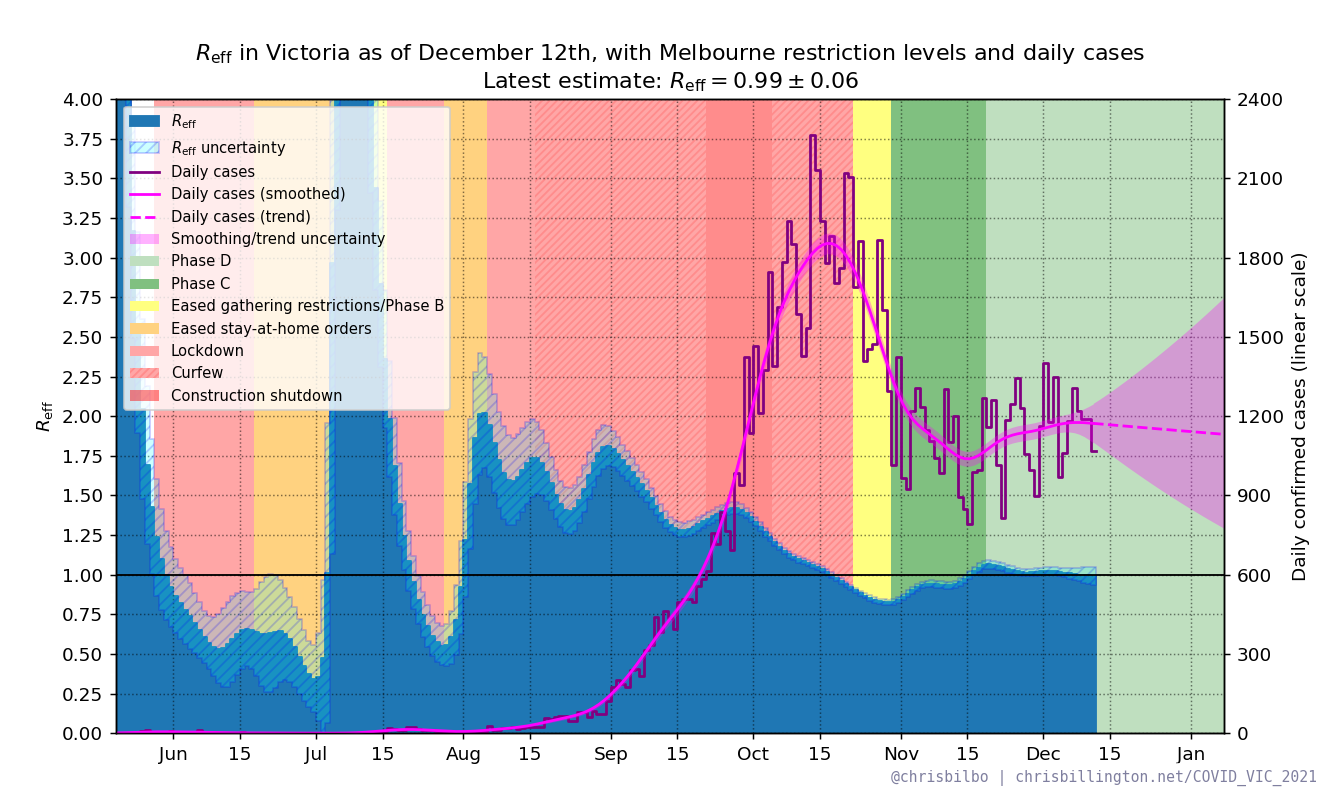 Reff in Victoria as of December 12th, with Melbourne restriction levels and daily cases
Latest estimate: Reff = 0.99 ± 0.06
Reff
Reff uncertainty
Daily cases
Daily cases (smoothed)
Daily cases (trend)
Smoothing/trend uncertainty
Phase D
Phase C
Eased gathering restrictions/Phase B
Eased stay-at-home orders
Lockdown
Curfew
Construction shutdown
4.00
3.75
3.50
3.25
3.00
2.75
2.50
2.25
2.00
1.75
1.50
1.25
1.00
0.75
0.50
0.25
0.00
Reff
2400
2100
1800
1500
1200
900
600
300
0
Daily confirmed cases (linear scale)
Jun 15 Jul 15 Aug 15 Sep 15 Oct 15 Nov 15 Dec 15 Jan
@chrisbilbo | chrisbillington.net/COVID_VIC_2021